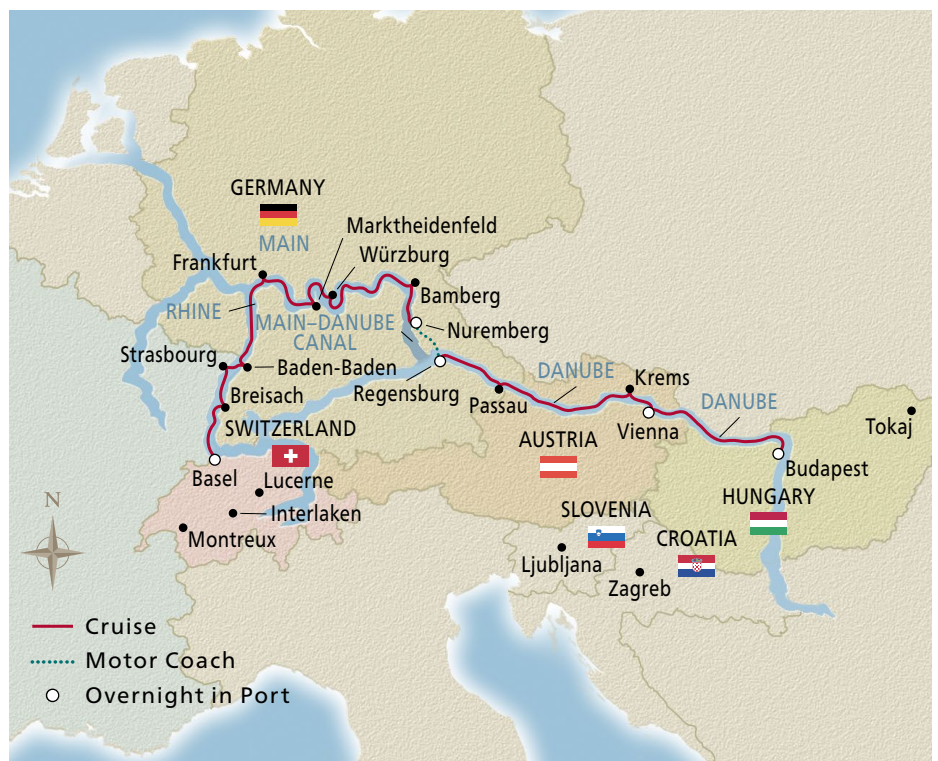 GERMANY
MAIN
Marktheidenfeld
Würzburg
Frankfurt
Bamberg
RHINE
MAIN–DANUBE
CANAL
Nuremberg
Strasbourg
Baden-Baden
Regensburg
DANUBE
Krems
Breisach
Passau
DANUBE
Tokaj
SWITZERLAND
Vienna
AUSTRIA
Budapest
Basel
Lucerne
HUNGARY
N
Interlaken
SLOVENIA
Montreux
CROATIA
Ljubljana
Zagreb
Cruise
Motor Coach
Overnight in Port